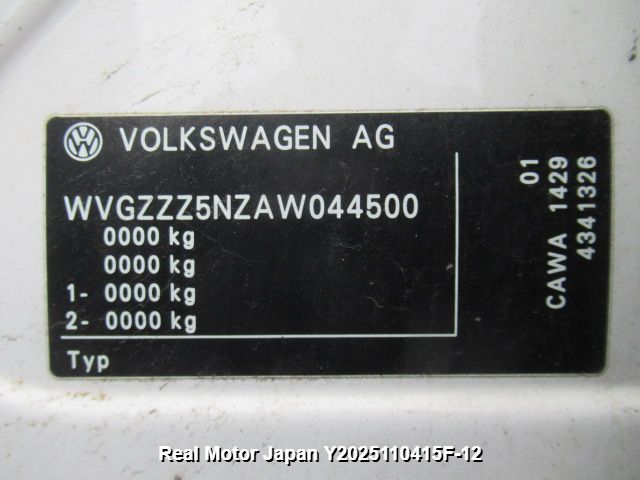 VOLKSWAGEN AG
WVGZZZ5NZAW044500
0000 kg
0000 kg
1- 0000 kg
2- 0000 kg
Typ
01
CAWA 1429
4341326
Real Motor Japan Y2025110415F-12